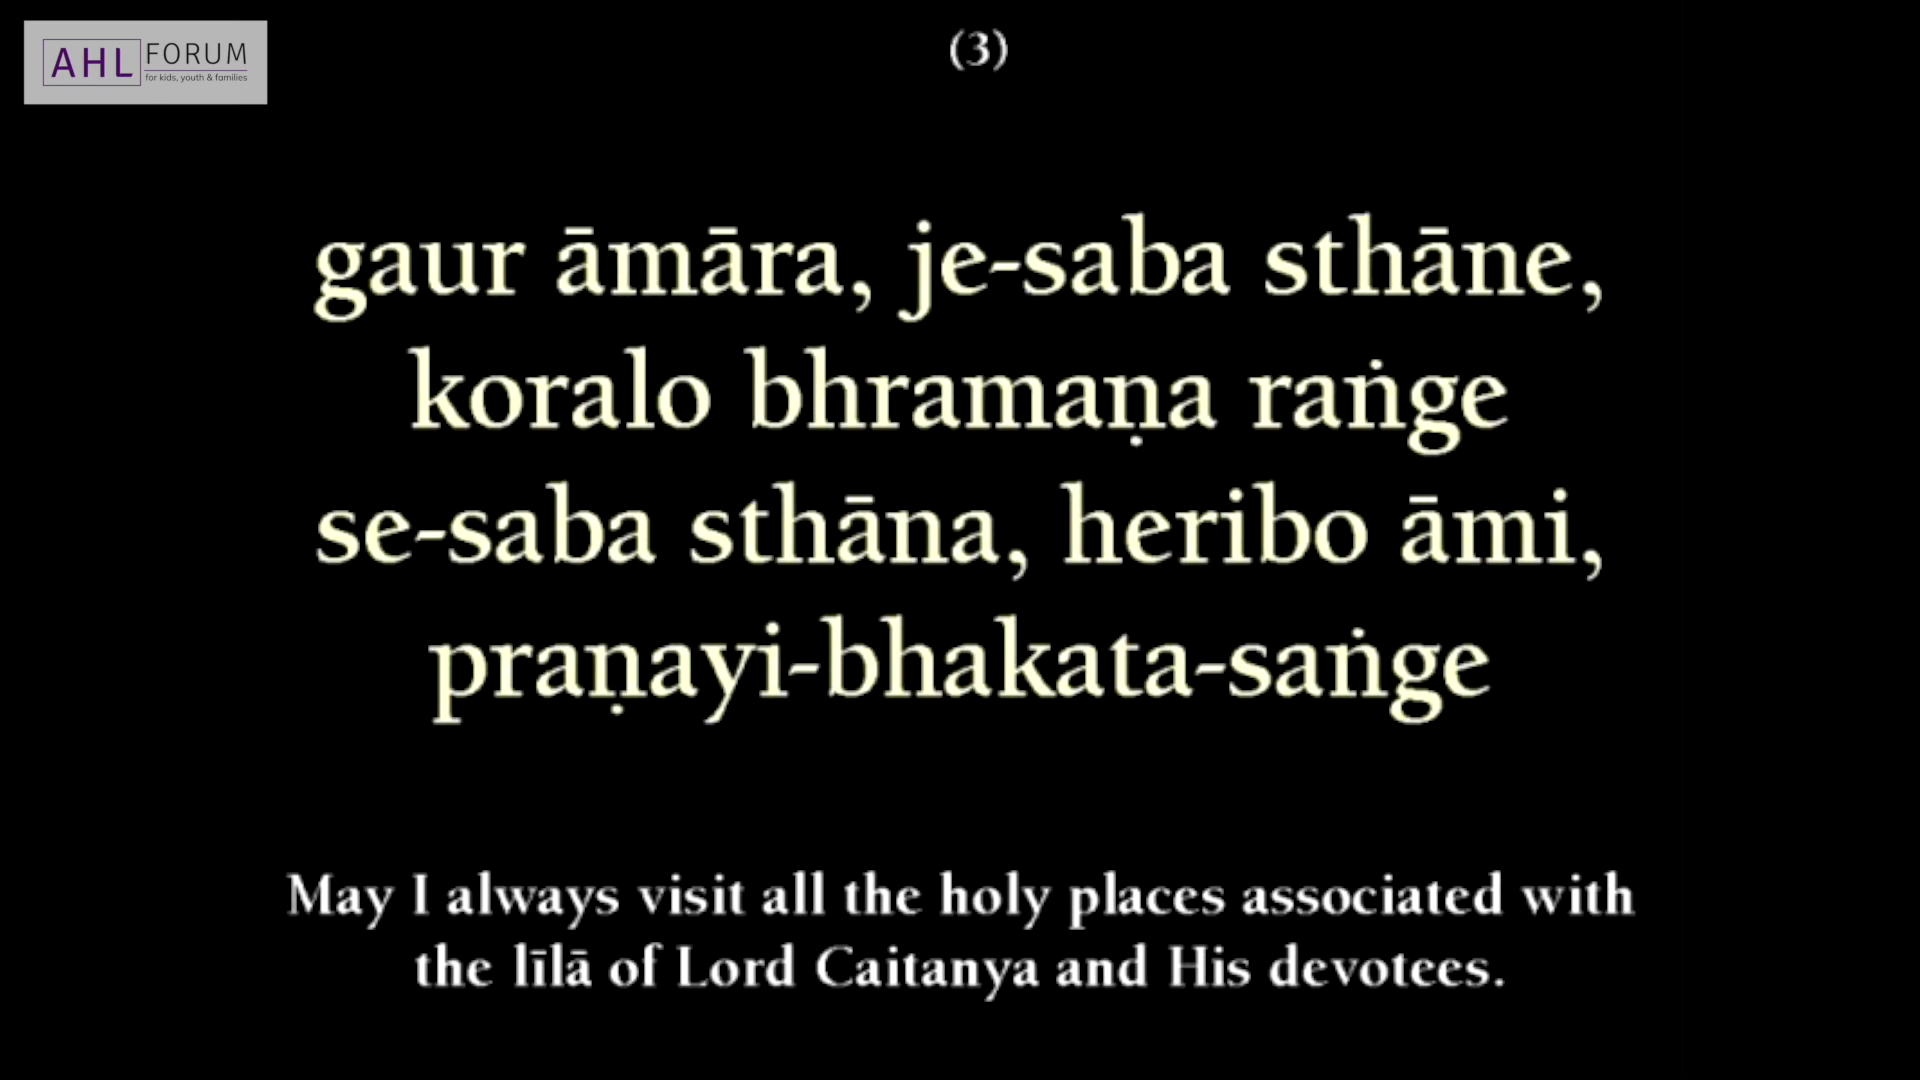 AHL FORUM
for kids, youth & families
(3)
gaur āmāra, je-saba sthāne,
koralo bhramaṇa raṅge
se-saba sthāna, heribo āmi,
praṇayi-bhakata-saṅge
May I always visit all the holy places associated with
the līlā of Lord Caitanya and His devotees.